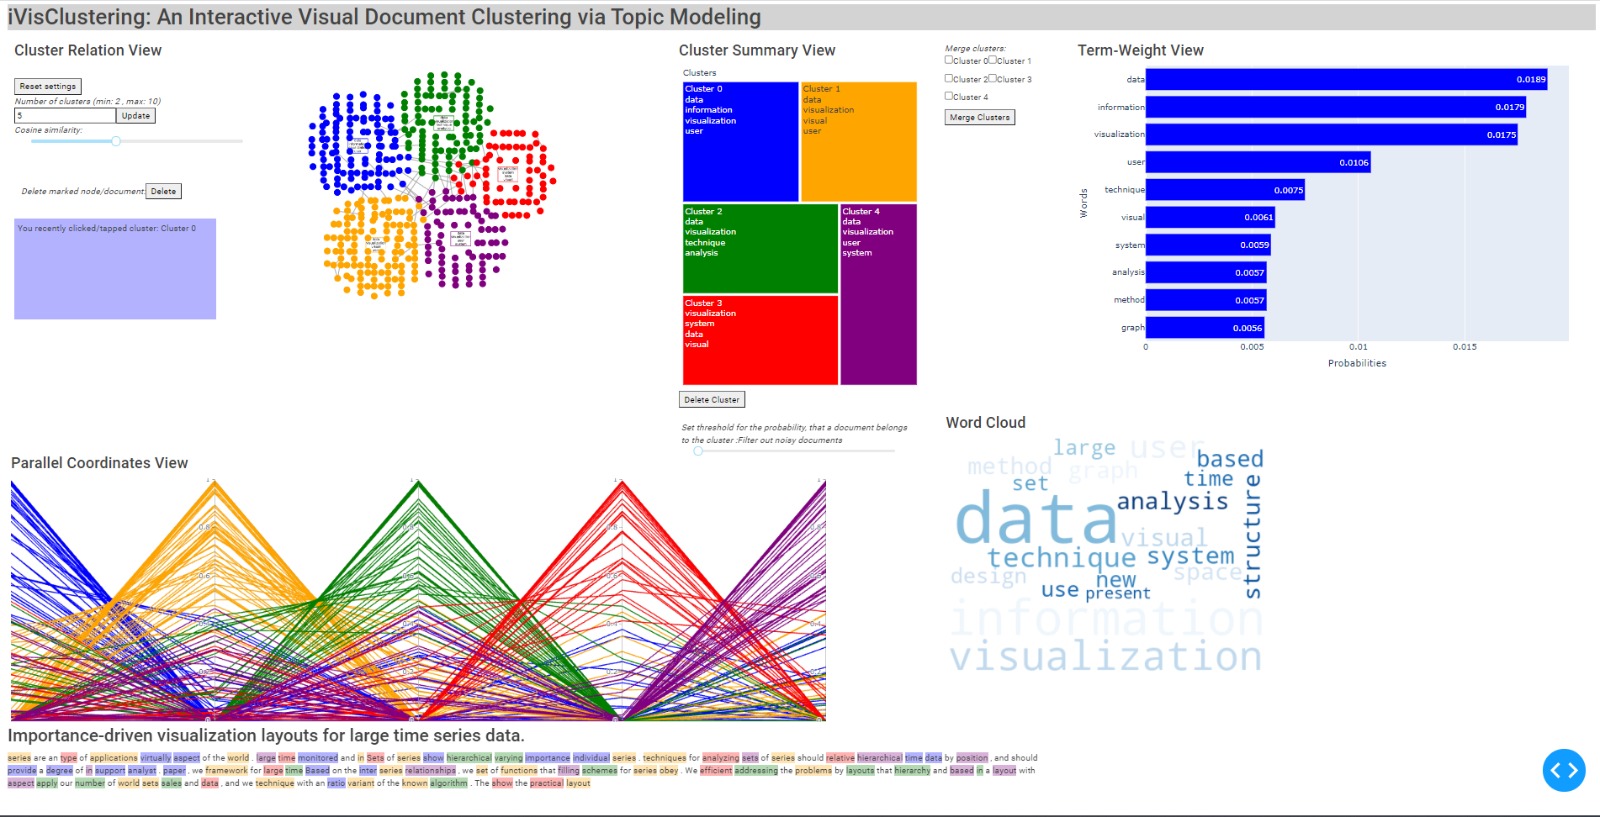 iVisClustering: An Interactive Visual Document Clustering via Topic Modeling
Cluster Relation View
Reset settings
Number of clusters (min: 2 , max: 10)
5
Update
Cosine similarity:
Delete marked node/document:
Delete
You recently clicked/tapped cluster: Cluster 0
Cluster Summary View
Clusters
Cluster 0
data
information
visualization
user
Cluster 1
data
visualization
visual
user
Cluster 2
data
visualization
technique
analysis
Cluster 3
visualization
system
data
visual
Cluster 4
data
visualization
user
system
Delete Cluster
Set threshold for the probability, that a document belongs
to the cluster :Filter out noisy documents
Merge clusters:
Cluster 0 Cluster 1
Cluster 2 Cluster 3
Cluster 4
Merge Clusters
Term-Weight View
Words
data 0.0189
information 0.0179
visualization 0.0175
user 0.0106
technique 0.0075
visual 0.0061
system 0.0059
analysis 0.0057
method 0.0057
graph 0.0056
0 0.005 0.01 0.015
Probabilities
Word Cloud
large user
method graph based
set time
data analysis structure
visual
technique system
design new space
use present
information
visualization
Parallel Coordinates View
Importance-driven visualization layouts for large time series data.
series are an type of applications virtually aspect of the world . large time monitored and in Sets of series show hierarchical varying importance individual series . techniques for analyzing sets of series should relative hierarchical time data by position , and should
provide a degree of in support analyst . paper , we framework for large time Based on the inter series relationships , we set of functions that filling schemes for series obey . We efficient addressing the problems by layouts that hierarchy and based in a layout with
aspect apply our number of world sets sales and data , and we technique with an ratio variant of the known algorithm . The show the practical layout